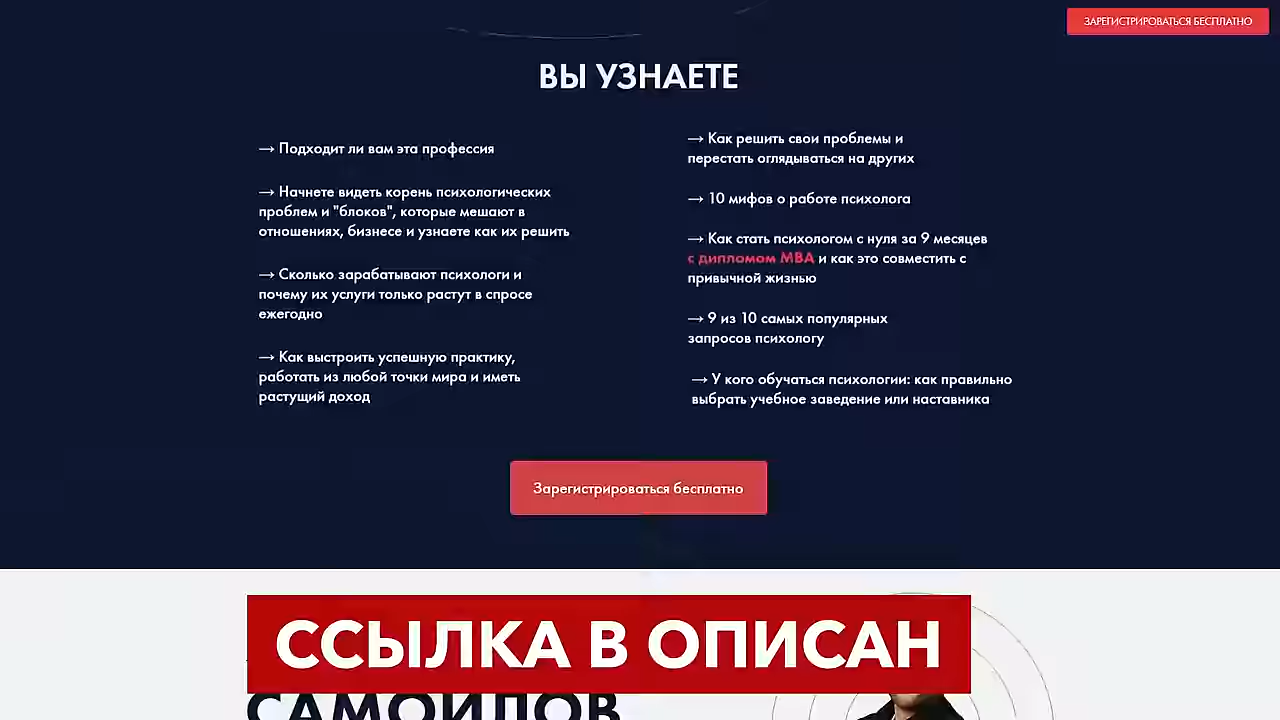 ЗАРЕГИСТРИРОВАТЬСЯ БЕСПЛАТНО
ВЫ УЗНАЕТЕ
→ Подходит ли вам эта профессия
→ Начнете видеть корень психологических
проблем и "блоков", которые мешают в
отношениях, бизнесе и узнаете как их решить
→ Сколько зарабатывают психологи и
почему их услуги только растут в спросе
ежегодно
→ Как выстроить успешную практику,
работать из любой точки мира и иметь
растущий доход
→ Как решить свои проблемы и
перестать оглядываться на других
→ 10 мифов о работе психолога
→ Как стать психологом с нуля за 9 месяцев
с дипломом MBA и как это совместить с
привычной жизнью
→ 9 из 10 самых популярных
запросов психологу
→ У кого обучаться психологии: как правильно
выбрать учебное заведение или наставника
Зарегистрироваться бесплатно
ССЫЛКА В ОПИСАН
САМОЙЛОВ